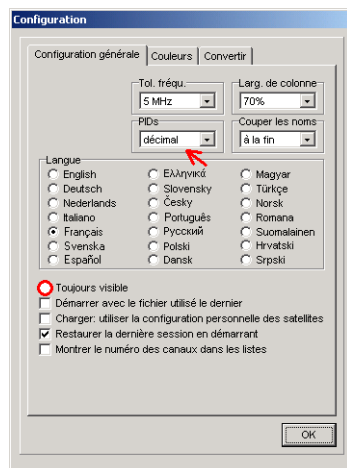 Configuration
Configuration générale Couleurs Convertir
Tol. fréqu. Larg. de colonne
5 MHz 70%
PIDs Couper les noms
décimal à la fin
Langue
English Ελληνικά Magyar
Deutsch Slovensky Türkçe
Nederlands Česky Norsk
Italiano Português Romana
Français Русский Suomalainen
Svenska Polski Hrvatski
Español Dansk Srpski
Toujours visible
Démarrer avec le fichier utilisé le dernier
Charger: utiliser la configuration personnelle des satellites
Restaurer la dernière session en démarrant
Montrer le numéro des canaux dans les listes
OK